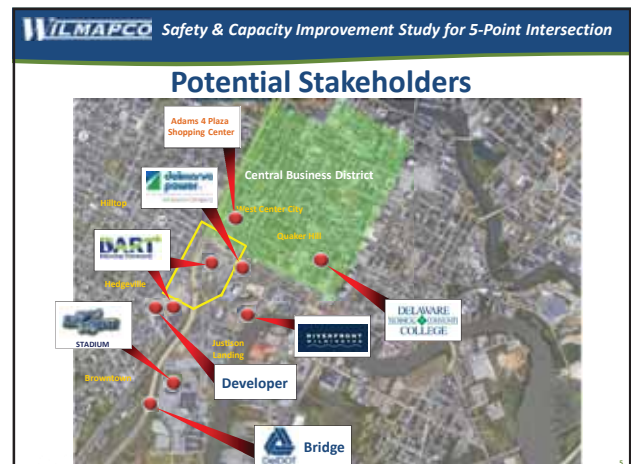 WILMAPCO Safety & Capacity Improvement Study for 5-Point Intersection
Potential Stakeholders
Adams 4 Plaza
Shopping Center
Central Business District
delmarva
power
Hilltop
West Center City
Quaker Hill
DART
Hedgeville
STADIUM
Justison
Landing
RIVERFRONT
WILMINGTON
DELAWARE
TECHNICAL COMMUNITY
COLLEGE
Browntown
Developer
DelDOT
Bridge
5